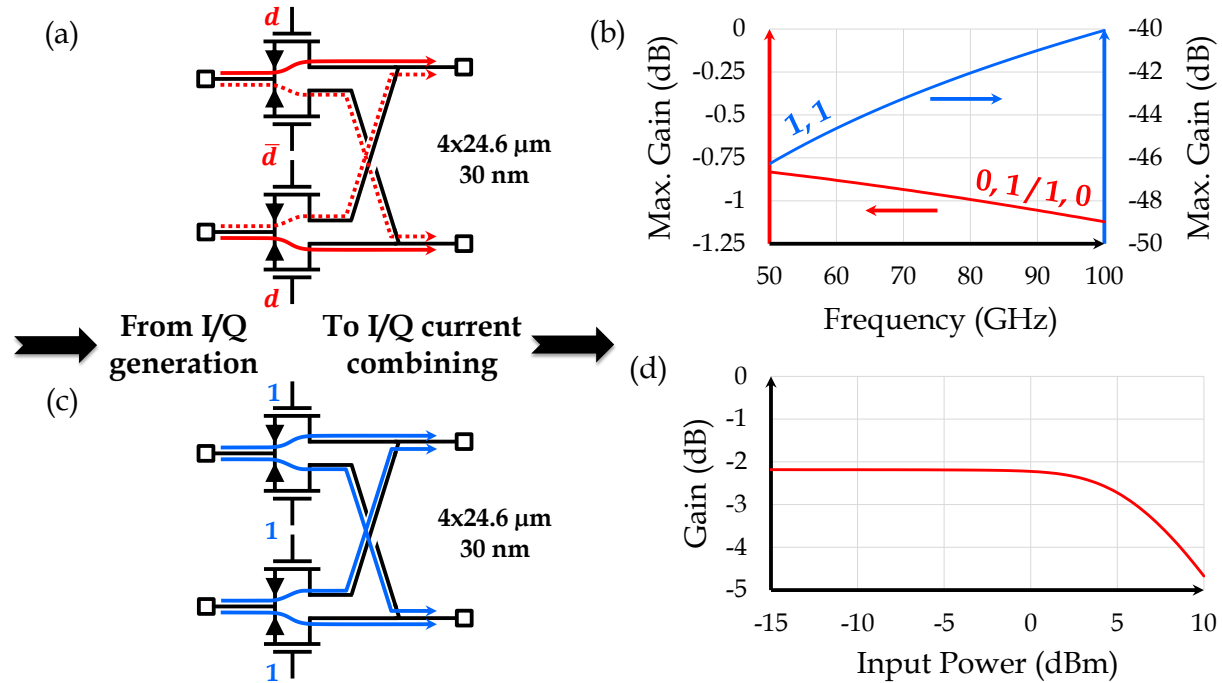 (a)
d
d̄
d
4x24.6 µm
30 nm
(b)
Max. Gain (dB)
0
-0.25
-0.5
-0.75
-1
-1.25
1, 1
0, 1 / 1, 0
-40
-42
-44
-46
-48
-50
Max. Gain (dB)
50 60 70 80 90 100
Frequency (GHz)
From I/Q
generation
To I/Q current
combining
(c)
1
1
1
4x24.6 µm
30 nm
(d)
Gain (dB)
0
-1
-2
-3
-4
-5
-15 -10 -5 0 5 10
Input Power (dBm)